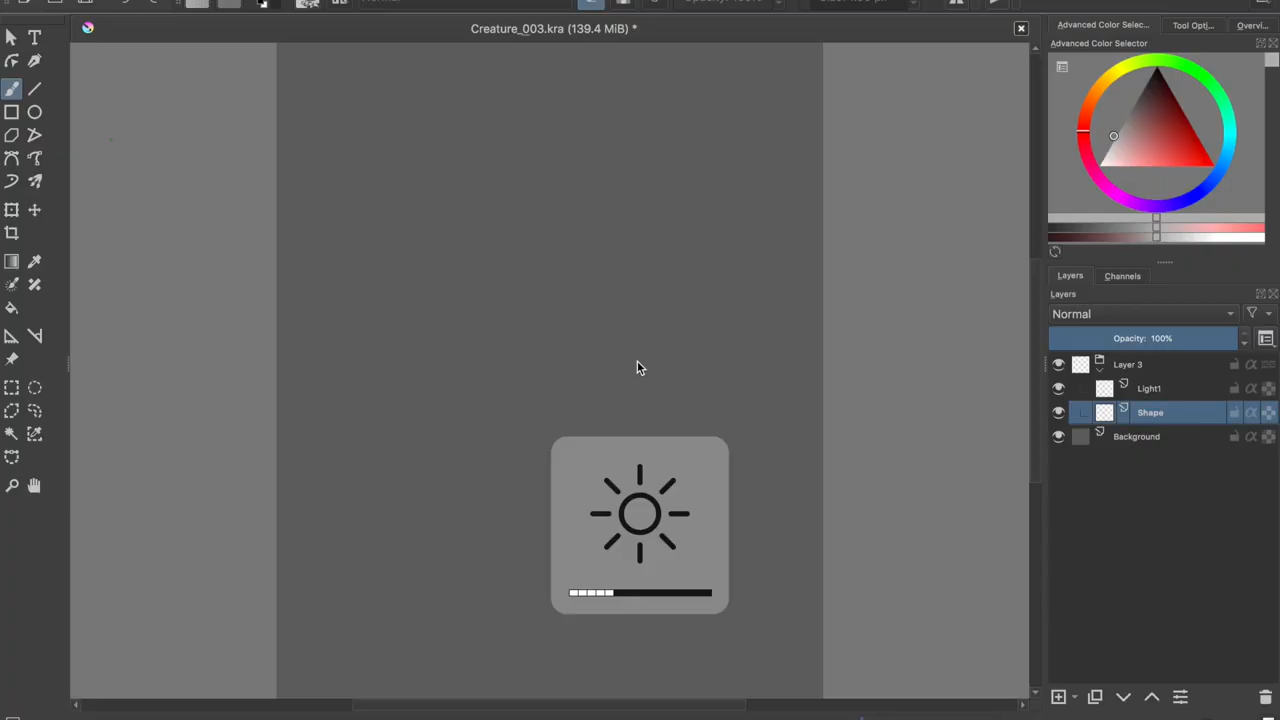 Creature_003.kra (139.4 MiB) *
Advanced Color Selec...
Tool Opti...
Overvi...
Advanced Color Selector
Layers
Channels
Layers
Normal
Opacity: 100%
Layer 3
Light1
Shape
Background